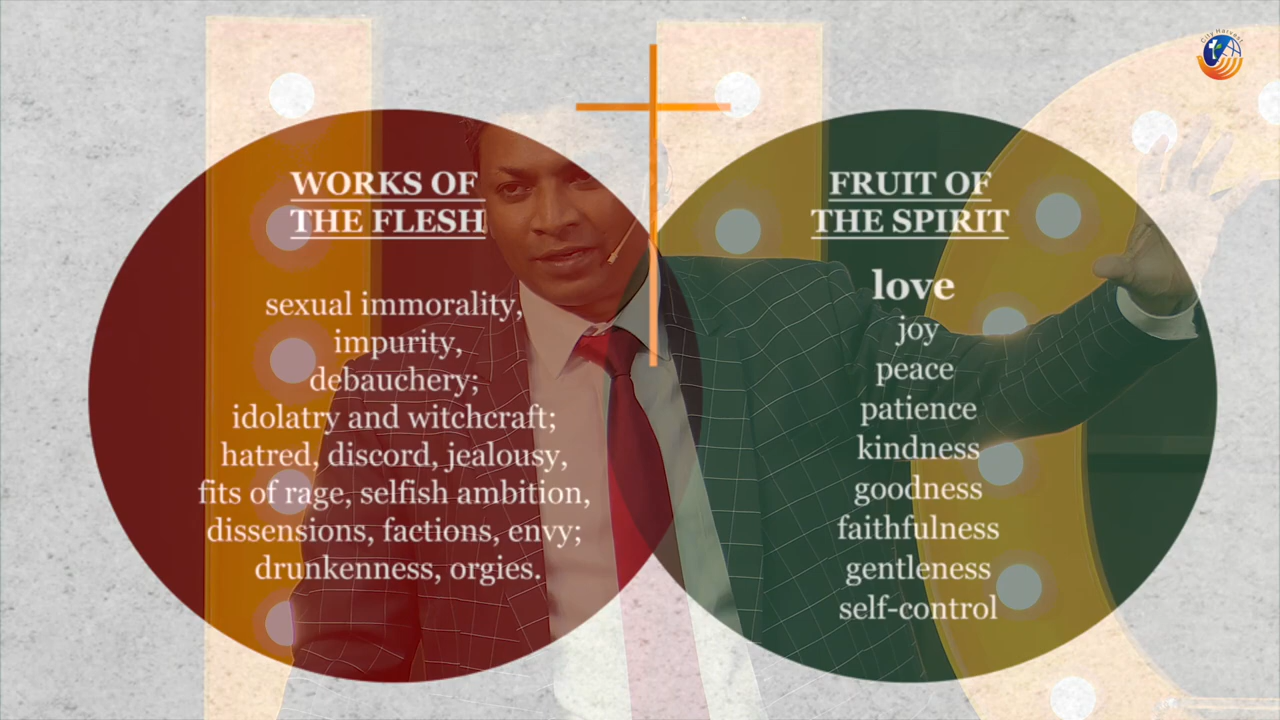 City Harvest
WORKS OF
THE FLESH
sexual immorality,
impurity,
debauchery;
idolatry and witchcraft;
hatred, discord, jealousy,
fits of rage, selfish ambition,
dissensions, factions, envy;
drunkenness, orgies.
FRUIT OF
THE SPIRIT
love
joy
peace
patience
kindness
goodness
faithfulness
gentleness
self-control